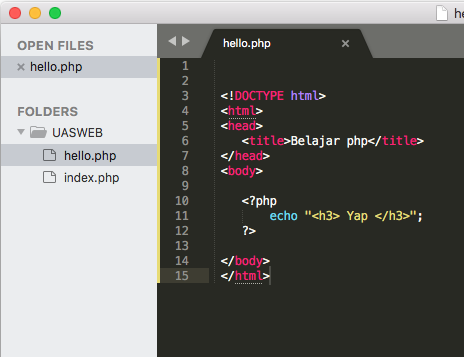 he
OPEN FILES
hello.php
FOLDERS
UASWEB
hello.php
index.php
hello.php
1
2
3 <!DOCTYPE html>
4 <html>
5 <head>
6 <title>Belajar php</title>
7 </head>
8 <body>
9
10 <?php
11 echo "<h3> Yap </h3>";
12 ?>
13
14 </body>
15 </html>